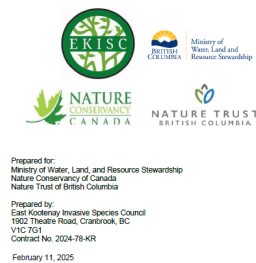 EKISC
BRITISH
COLUMBIA
Ministry of
Water, Land and
Resource Stewardship
NATURE
CONSERVANCY
CANADA
NATURE TRUST
BRITISH COLUMBIA
Prepared for:
Ministry of Water, Land, and Resource Stewardship
Nature Conservancy of Canada
Nature Trust of British Columbia
Prepared by:
East Kootenay Invasive Species Council
1902 Theatre Road, Cranbrook, BC
V1C 7G1
Contract No. 2024-78-KR
February 11, 2025